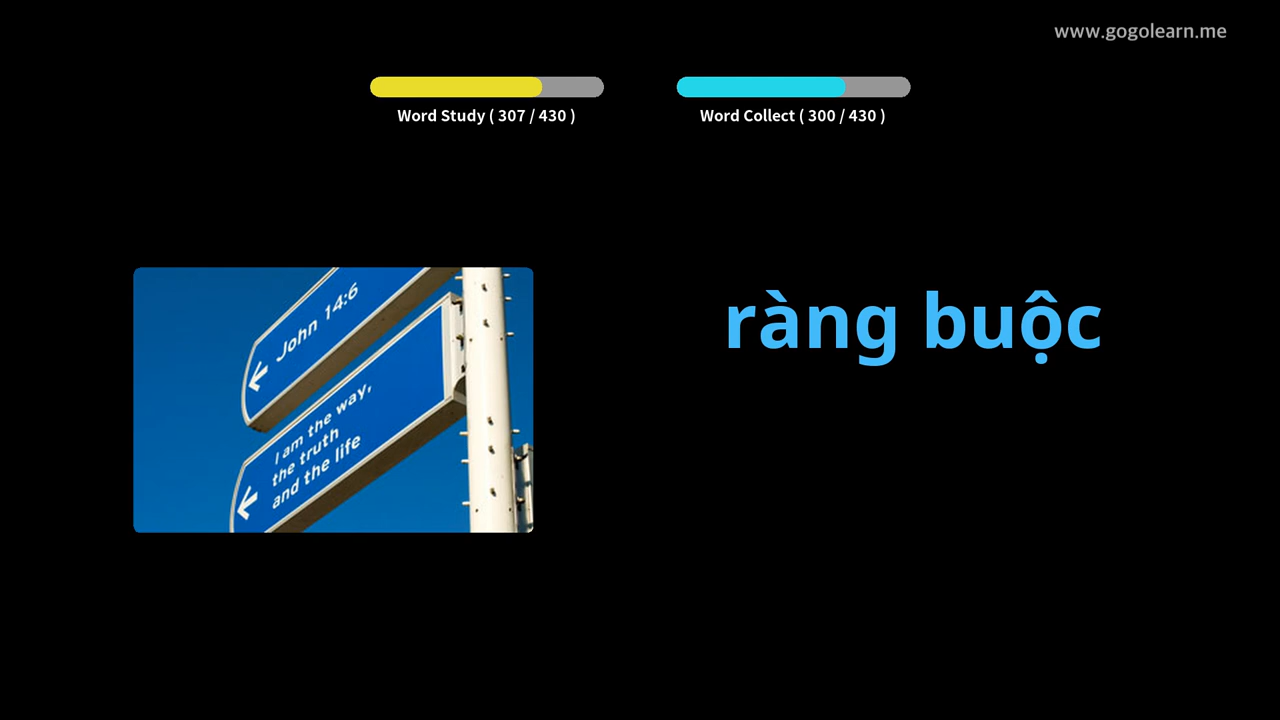 www.gogolearn.me
Word Study ( 307 / 430 )
Word Collect ( 300 / 430 )
John 14:6
I am the way,
the truth
and the life
ràng buộc